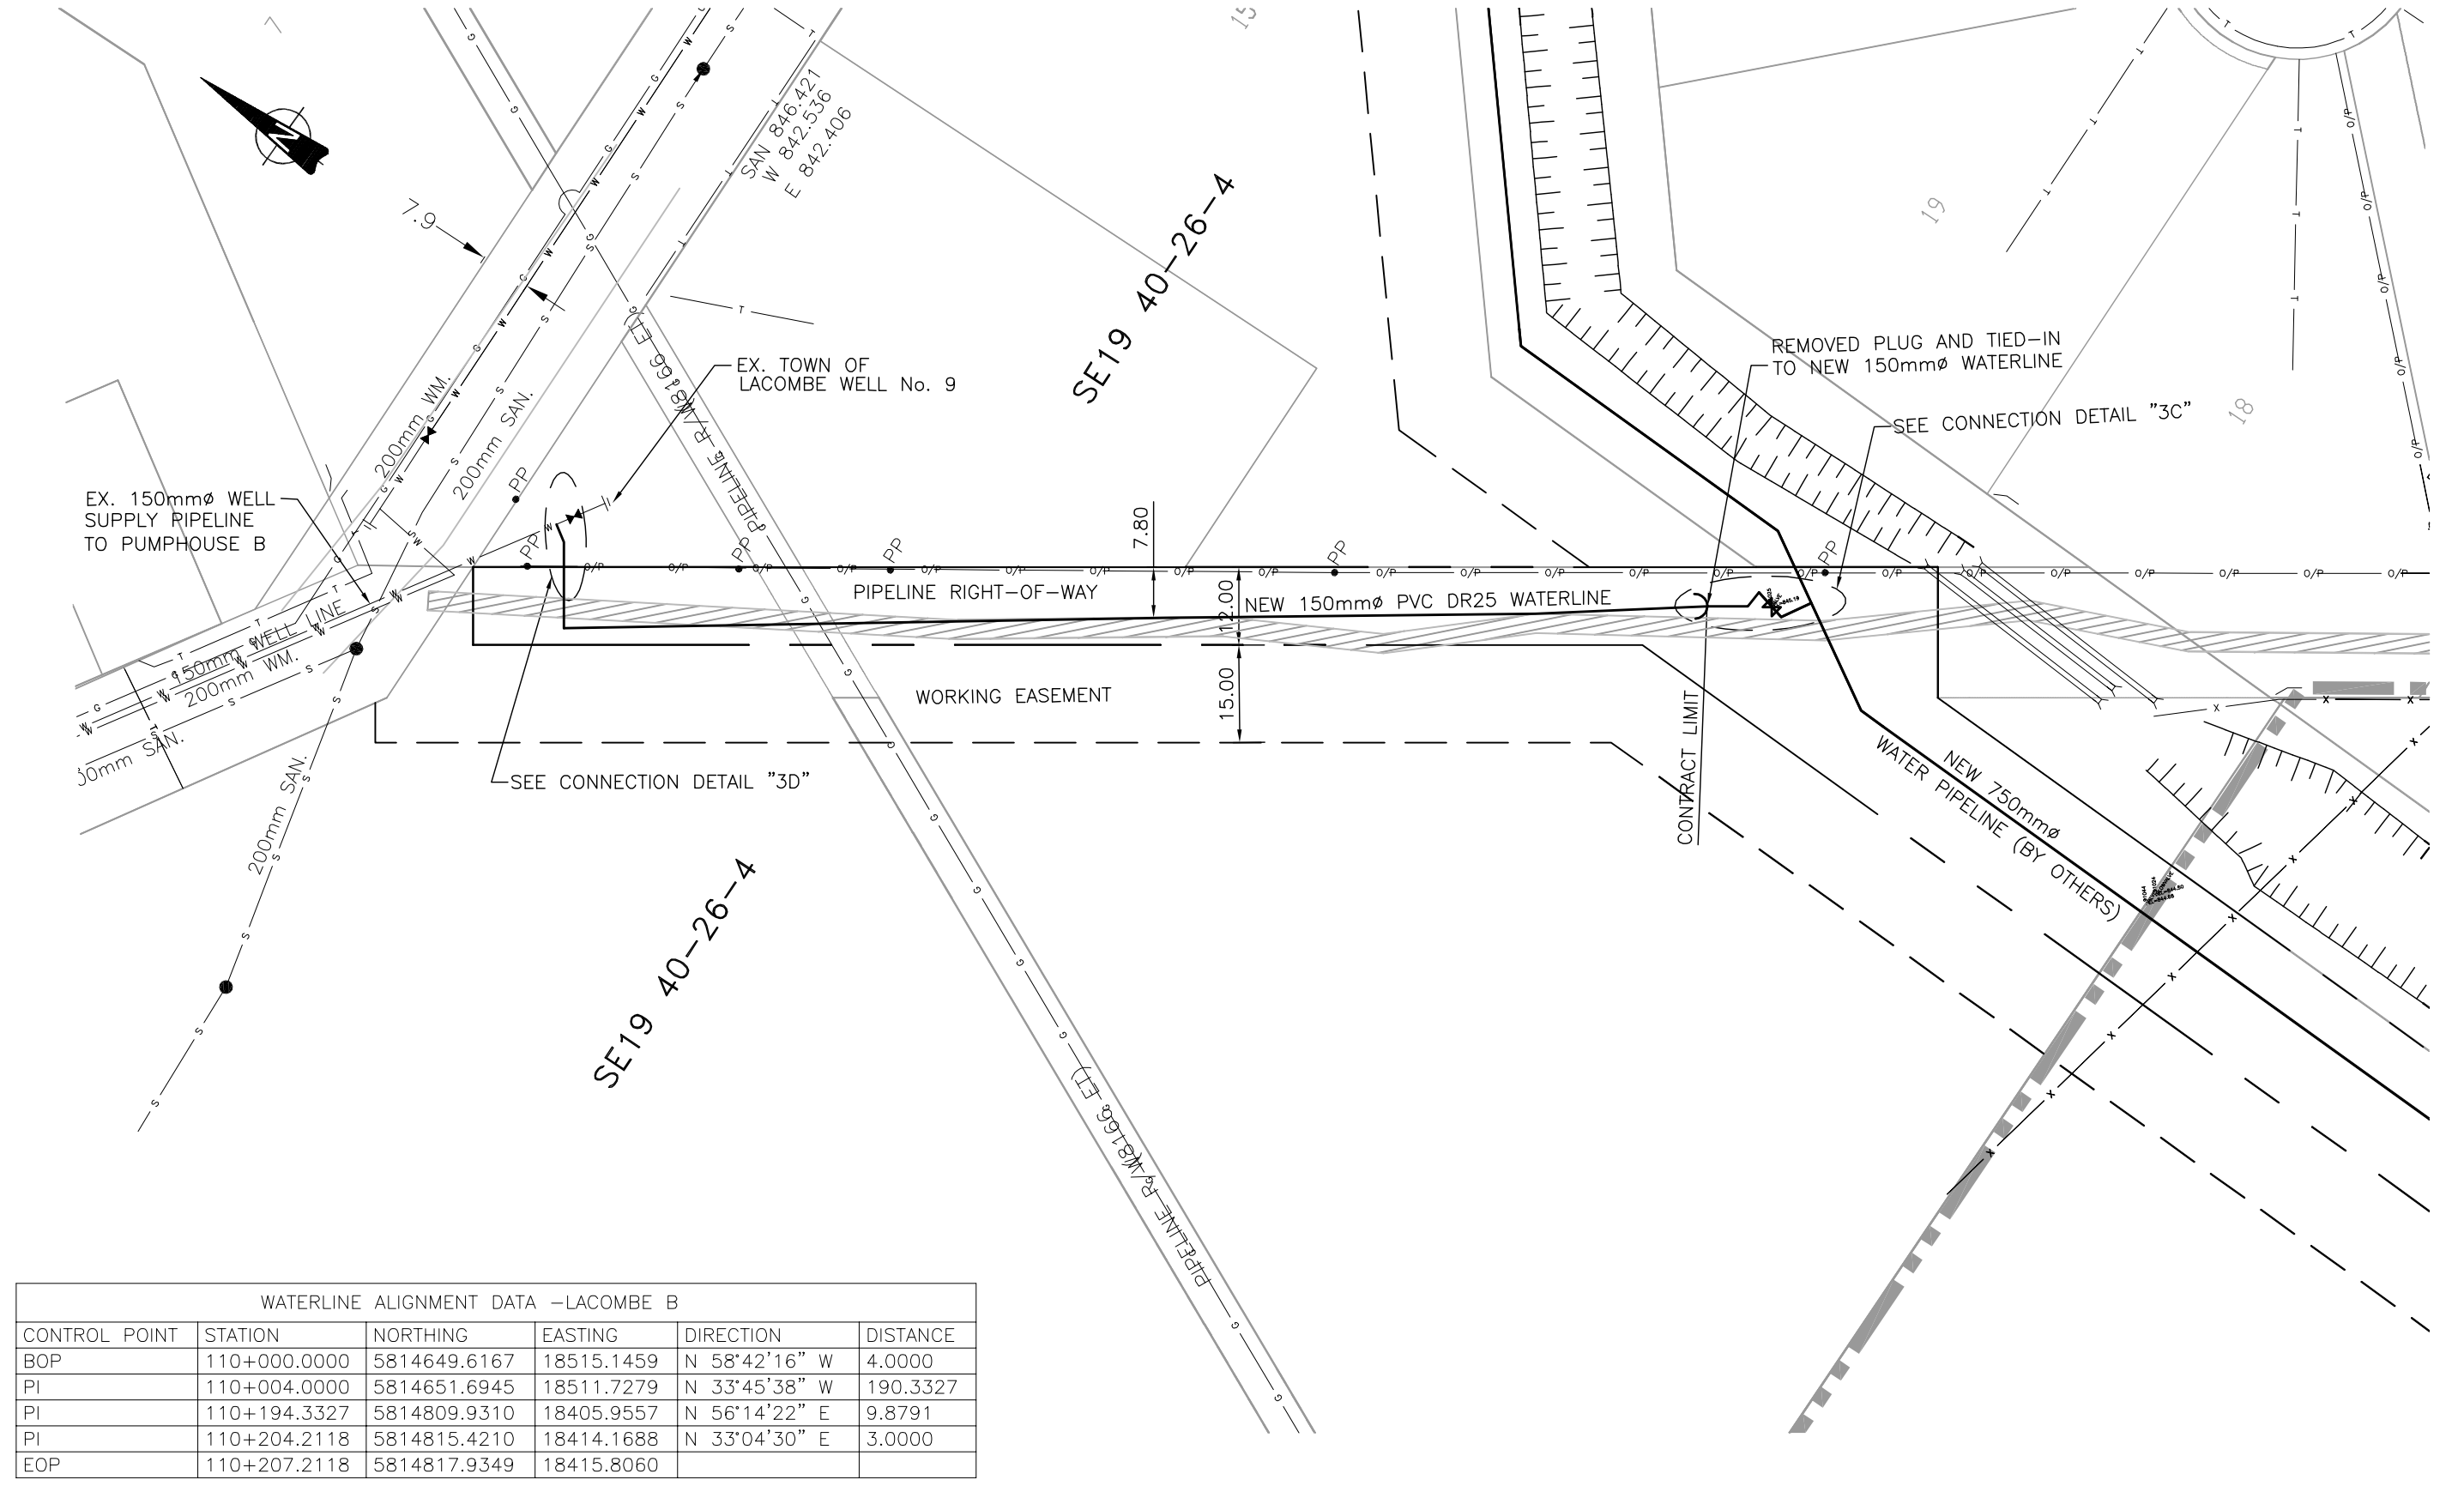 7
15
N
7.9
SAN 846.421
W 842.536
E 842.406
19
18
SE19 40-26-4
EX. TOWN OF
LACOMBE WELL No. 9
REMOVED PLUG AND TIED-IN
TO NEW 150mmø WATERLINE
SEE CONNECTION DETAIL "3C"
200mm WM.
200mm SAN.
PIPELINE R/W(8166 ET)
EX. 150mmø WELL
SUPPLY PIPELINE
TO PUMPHOUSE B
PP
PP
PP
PP
PP
PP
7.80
PIPELINE RIGHT-OF-WAY
12.00
NEW 150mmø PVC DR25 WATERLINE
150mm WELL LINE
200mm WM.
WORKING EASEMENT
15.00
CONTRACT LIMIT
SEE CONNECTION DETAIL "3D"
200mm SAN.
NEW 750mmø
WATER PIPELINE (BY OTHERS)
SE19 40-26-4
PIPELINE R/W(8166 ET)
WATERLINE ALIGNMENT DATA -LACOMBE B
CONTROL POINT STATION NORTHING EASTING DIRECTION DISTANCE
BOP 110+000.0000 5814649.6167 18515.1459 N 58°42'16" W 4.0000
PI 110+004.0000 5814651.6945 18511.7279 N 33°45'38" W 190.3327
PI 110+194.3327 5814809.9310 18405.9557 N 56°14'22" E 9.8791
PI 110+204.2118 5814815.4210 18414.1688 N 33°04'30" E 3.0000
EOP 110+207.2118 5814817.9349 18415.8060